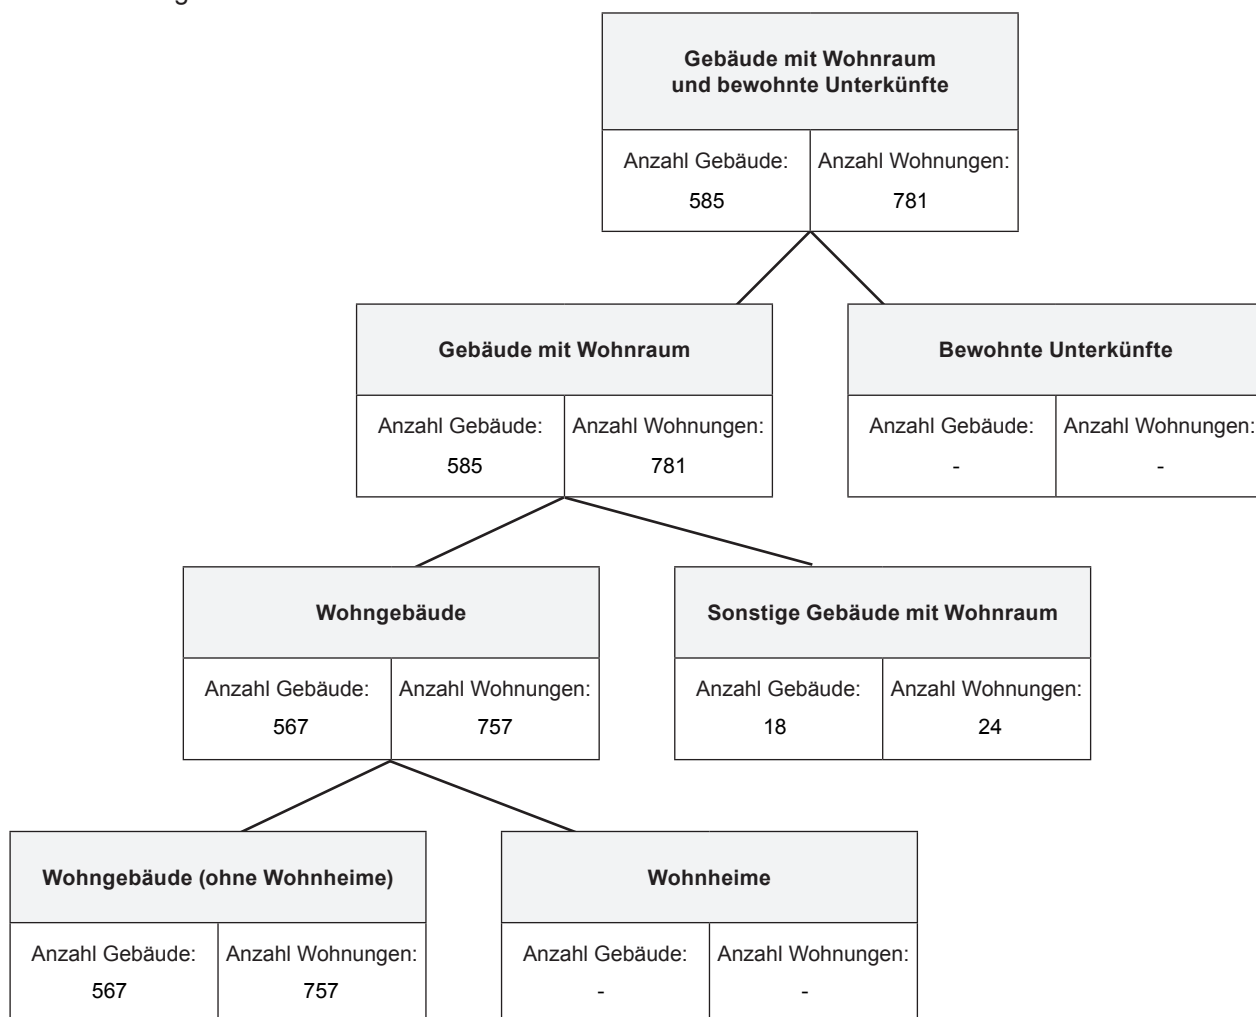 Gebäude mit Wohnraum
und bewohnte Unterkünfte
Anzahl Gebäude: Anzahl Wohnungen:
585 781
Gebäude mit Wohnraum
Anzahl Gebäude: Anzahl Wohnungen:
585 781
Bewohnte Unterkünfte
Anzahl Gebäude: Anzahl Wohnungen:
- -
Wohngebäude
Anzahl Gebäude: Anzahl Wohnungen:
567 757
Sonstige Gebäude mit Wohnraum
Anzahl Gebäude: Anzahl Wohnungen:
18 24
Wohngebäude (ohne Wohnheime)
Anzahl Gebäude: Anzahl Wohnungen:
567 757
Wohnheime
Anzahl Gebäude: Anzahl Wohnungen:
- -